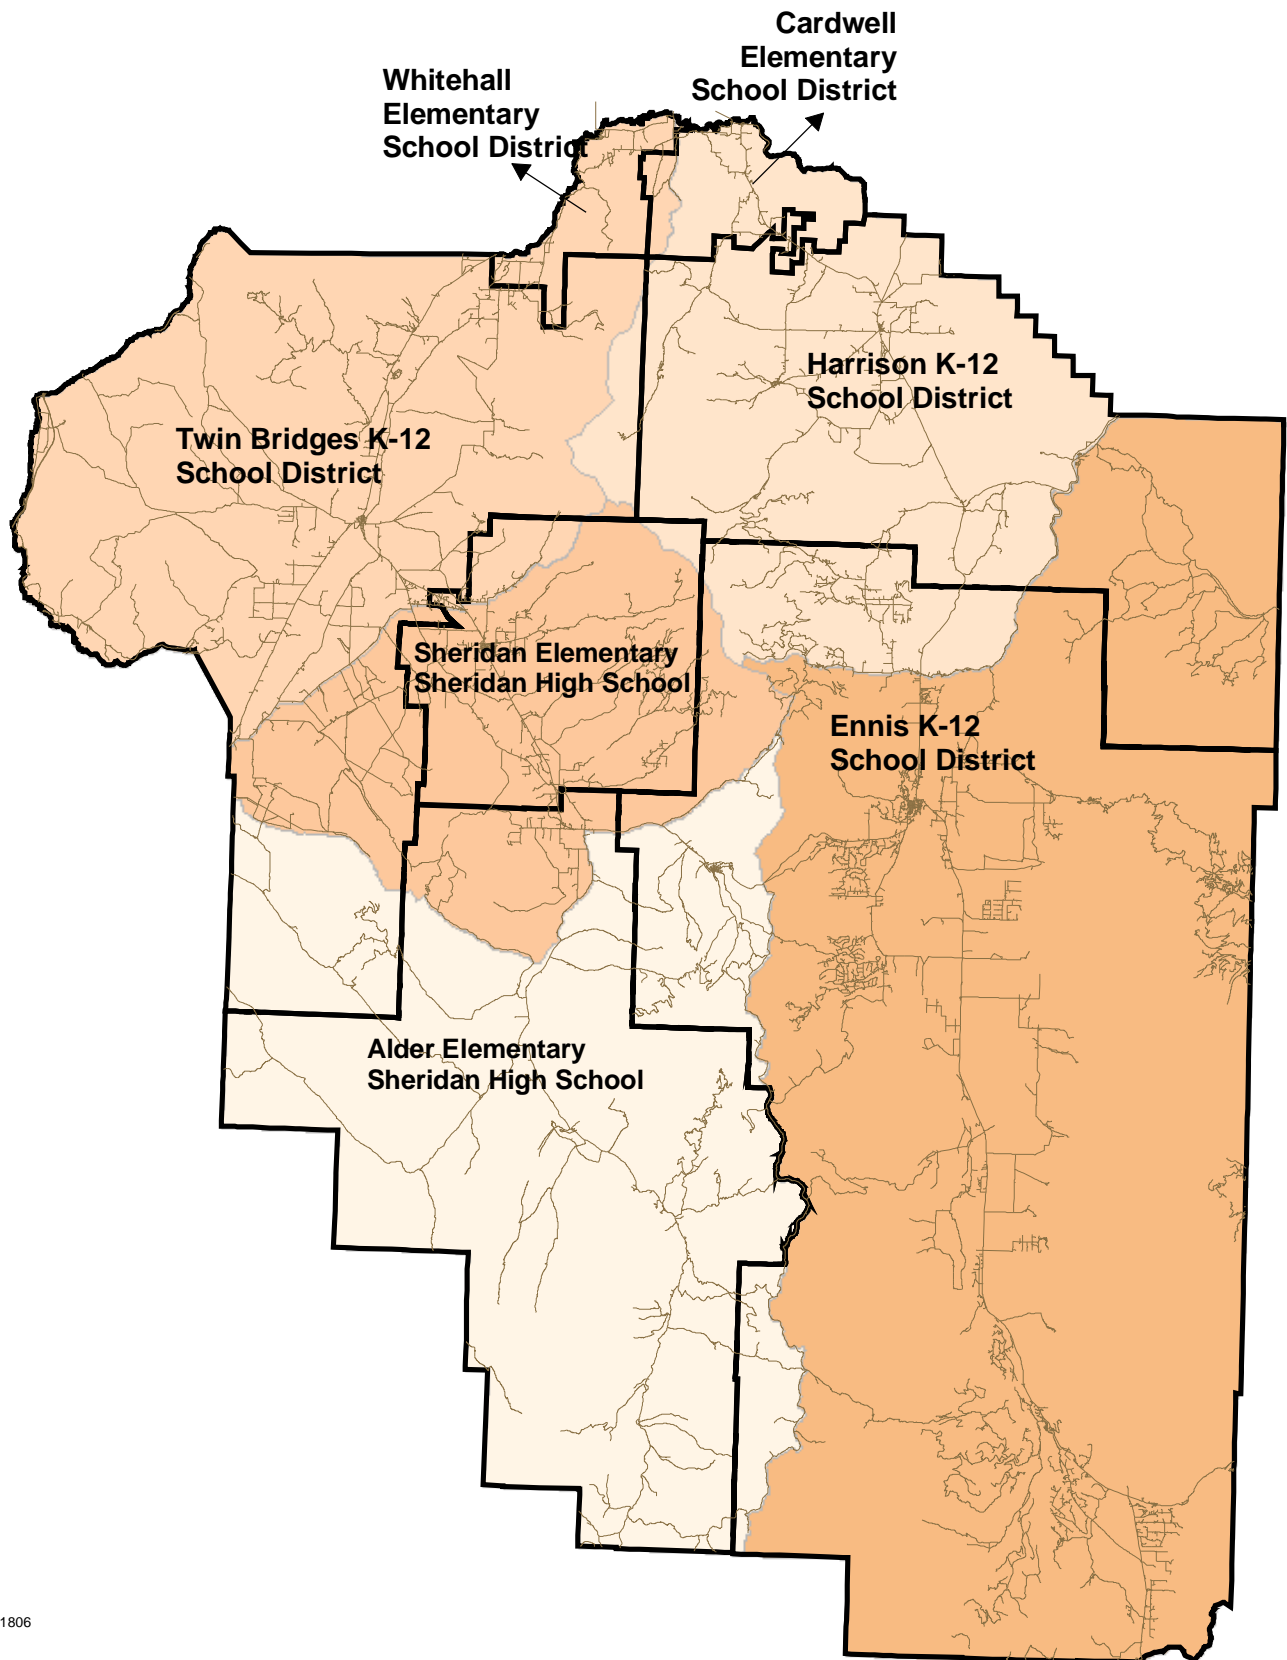 Cardwell
Elementary
School District
Whitehall
Elementary
School District
Harrison K-12
School District
Twin Bridges K-12
School District
Sheridan Elementary
Sheridan High School
Ennis K-12
School District
Alder Elementary
Sheridan High School
1806